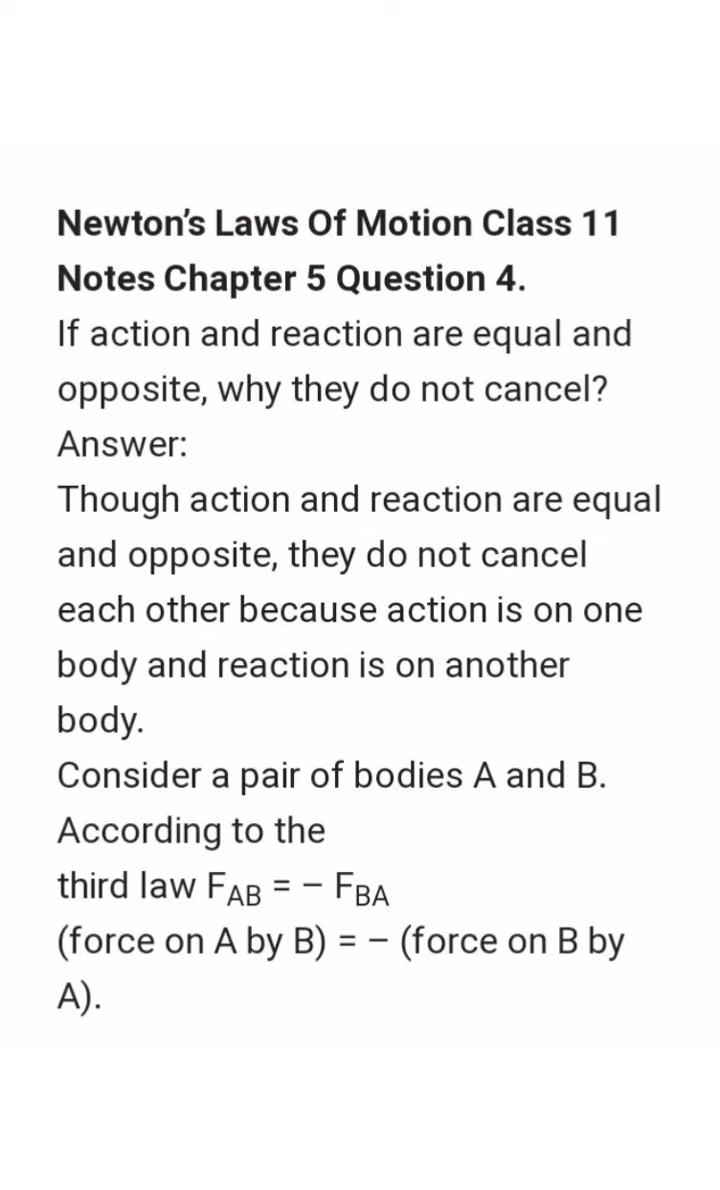 Newton's Laws Of Motion Class 11
Notes Chapter 5 Question 4.
If action and reaction are equal and
opposite, why they do not cancel?
Answer:
Though action and reaction are equal
and opposite, they do not cancel
each other because action is on one
body and reaction is on another
body.
Consider a pair of bodies A and B.
According to the
third law F_AB = – F_BA
(force on A by B) = – (force on B by
A).